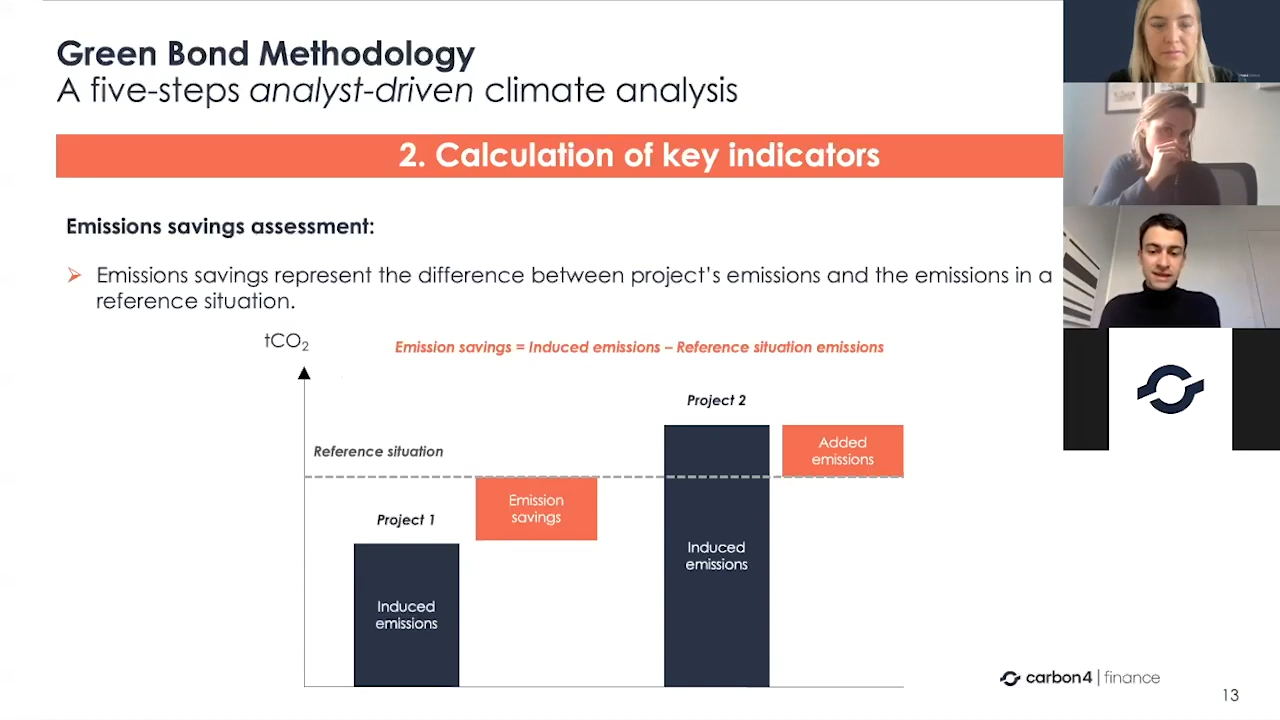 Green Bond Methodology
A five-steps analyst-driven climate analysis
2. Calculation of key indicators
Emissions savings assessment:
➢ Emissions savings represent the difference between project’s emissions and the emissions in a
reference situation.
tCO₂
Emission savings = Induced emissions – Reference situation emissions
Project 2
Added
emissions
Reference situation
Emission
savings
Project 1
Induced
emissions
Induced
emissions
carbon4 | finance
13